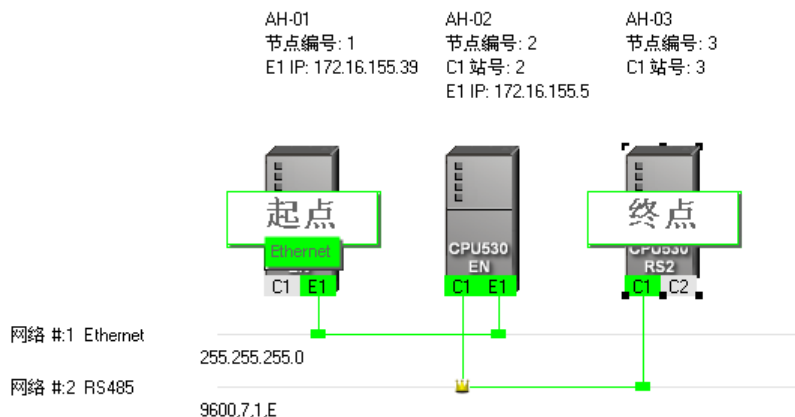 AH-01
节点编号: 1
E1 IP: 172.16.155.39
AH-02
节点编号: 2
C1 站号: 2
E1 IP: 172.16.155.5
AH-03
节点编号: 3
C1 站号: 3
起点
Ethernet
C1 E1
CPU530
EN
C1 E1
终点
CPU530
RS2
C1 C2
网络 #:1 Ethernet
255.255.255.0
网络 #:2 RS485
9600,7,1,E